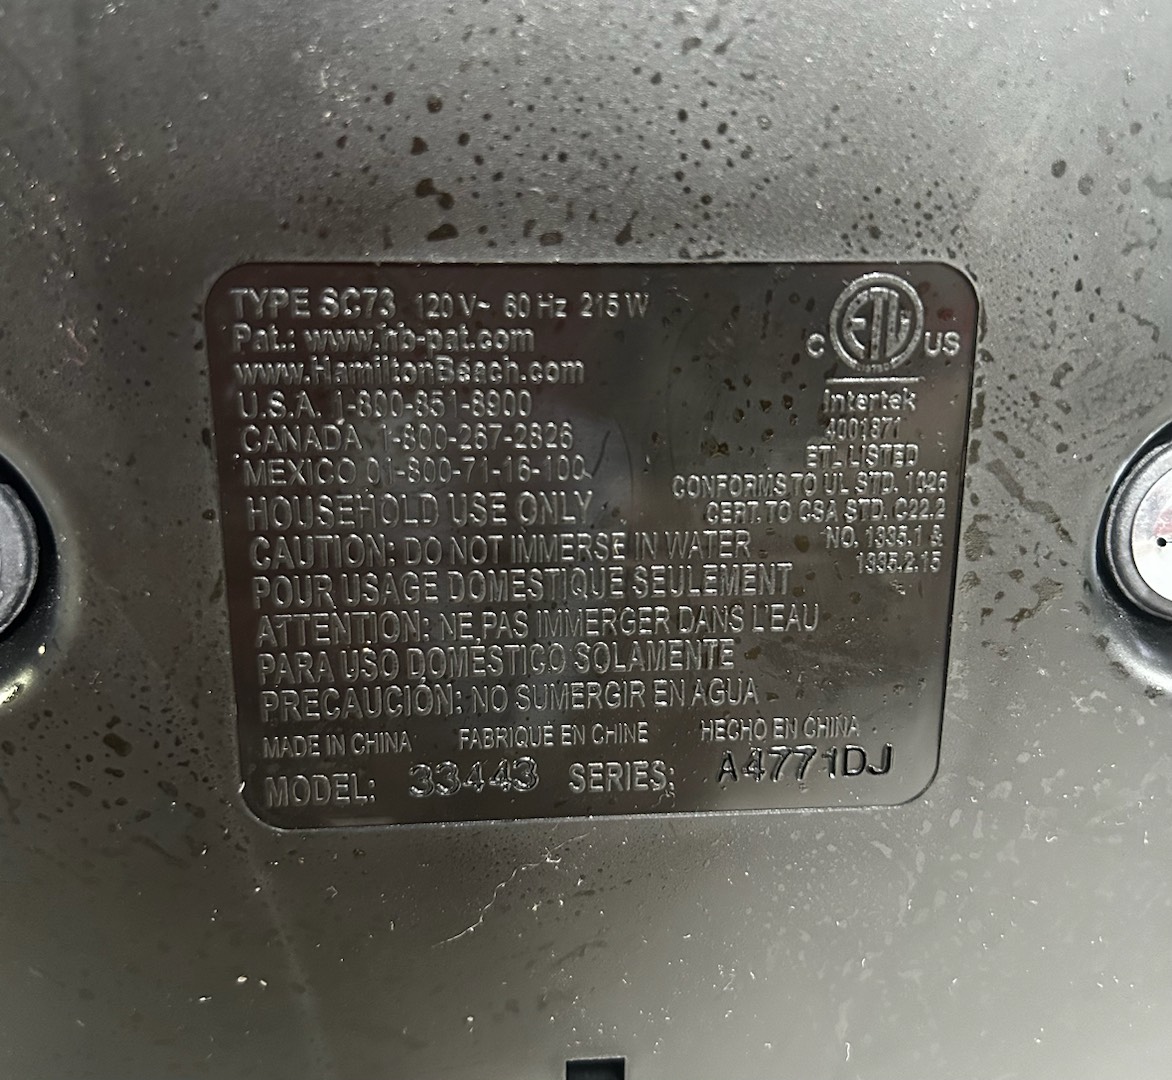 TYPE SC73 120 V~ 60 Hz 215 W
Pat.: www.hb-pat.com
www.HamiltonBeach.com
U.S.A. 1-800-851-8900
CANADA 1-800-267-2826
MEXICO 01-800-71-16-100
HOUSEHOLD USE ONLY
CAUTION: DO NOT IMMERSE IN WATER
POUR USAGE DOMESTIQUE SEULEMENT
ATTENTION: NE PAS IMMERGER DANS L'EAU
PARA USO DOMÉSTICO SOLAMENTE
PRECAUCIÓN: NO SUMERGIR EN AGUA
MADE IN CHINA FABRIQUÉ EN CHINE HECHO EN CHINA
MODEL: 33443 SERIES: A4771DJ
ETL
C US
LISTED
Intertek
4001871
ETL LISTED
CONFORMS TO UL STD. 1026
CERT. TO CSA STD. C22.2
NO. 1335.1 &
1335.2.15